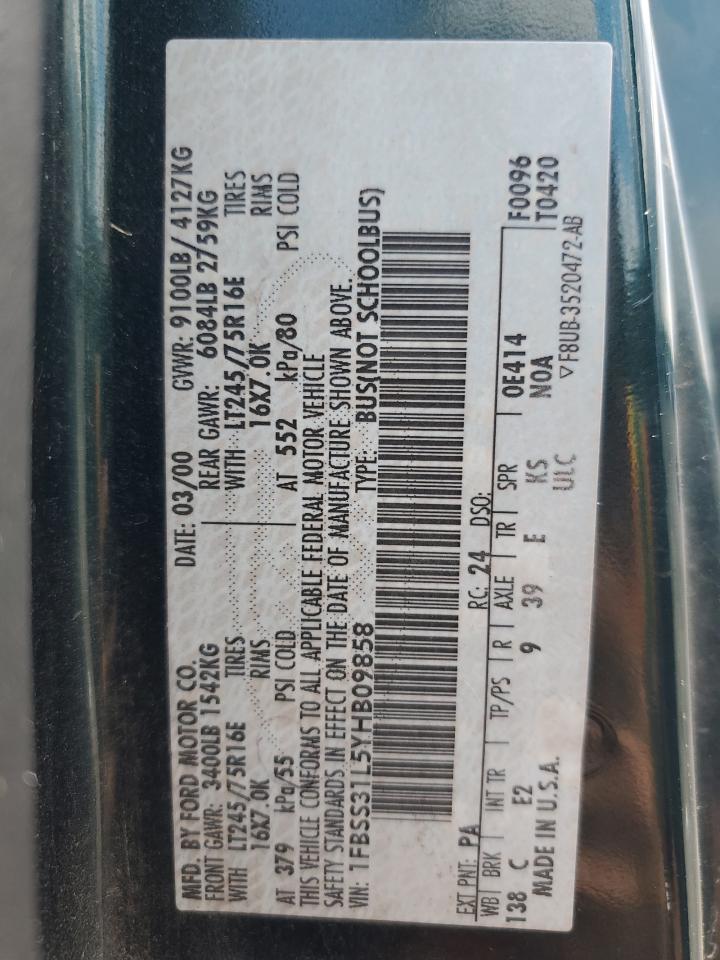 MFD. BY FORD MOTOR CO.
DATE: 03/00 GVWR: 9100LB / 4127KG
FRONT GAWR: 3400LB 1542KG REAR GAWR: 6084LB 2759KG
WITH LT245/75R16E TIRES WITH LT245/75R16E TIRES
16X7.0K RIMS 16X7.0K RIMS
AT 379 kPa/55 PSI COLD AT 552 kPa/80 PSI COLD
THIS VEHICLE CONFORMS TO ALL APPLICABLE FEDERAL MOTOR VEHICLE
SAFETY STANDARDS IN EFFECT ON THE DATE OF MANUFACTURE SHOWN ABOVE.
VIN: 1FBSS31L5YHB09858 TYPE: BUS(NOT SCHOOLBUS)
EXT PNT: PA RC: 24 DSO:
WB BRK INT TR TP/PS R AXLE TR SPR 0E414 F0096
138 C E2 9 39 E KS N0A T0420
MADE IN U.S.A. ULC ▽F8UB-3520472-AB